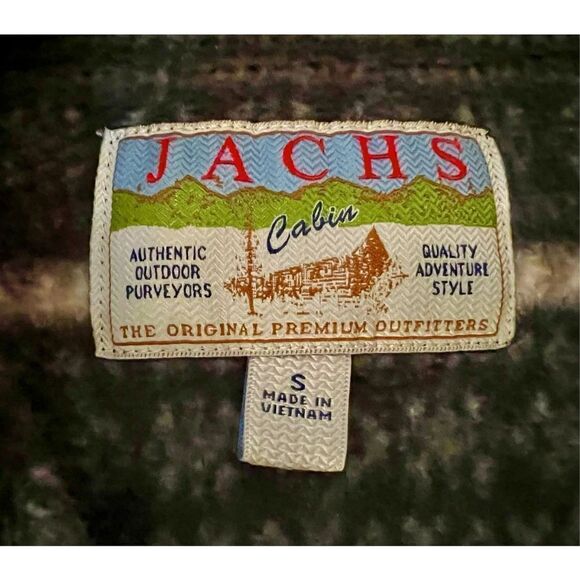 JACHS
Cabin
AUTHENTIC
OUTDOOR
PURVEYORS
QUALITY
ADVENTURE
STYLE
THE ORIGINAL PREMIUM OUTFITTERS
S
MADE IN
VIETNAM